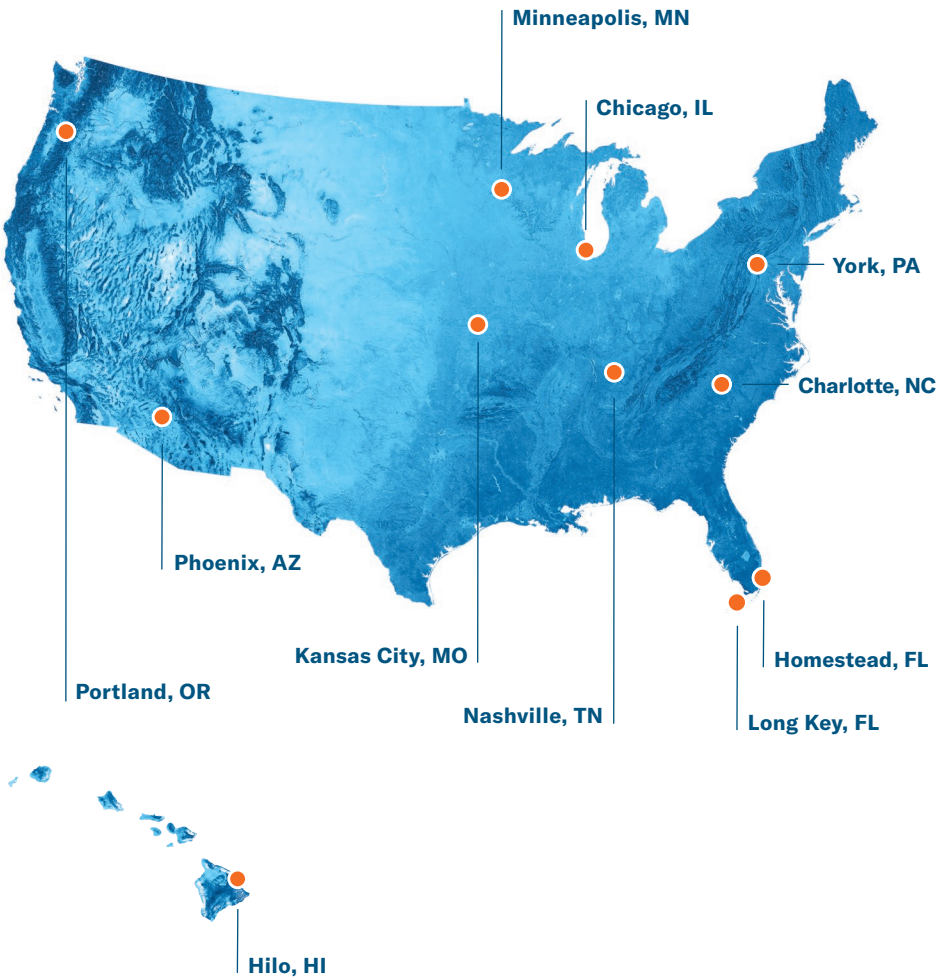 Minneapolis, MN
Chicago, IL
York, PA
Charlotte, NC
Phoenix, AZ
Kansas City, MO
Homestead, FL
Portland, OR
Nashville, TN
Long Key, FL
Hilo, HI